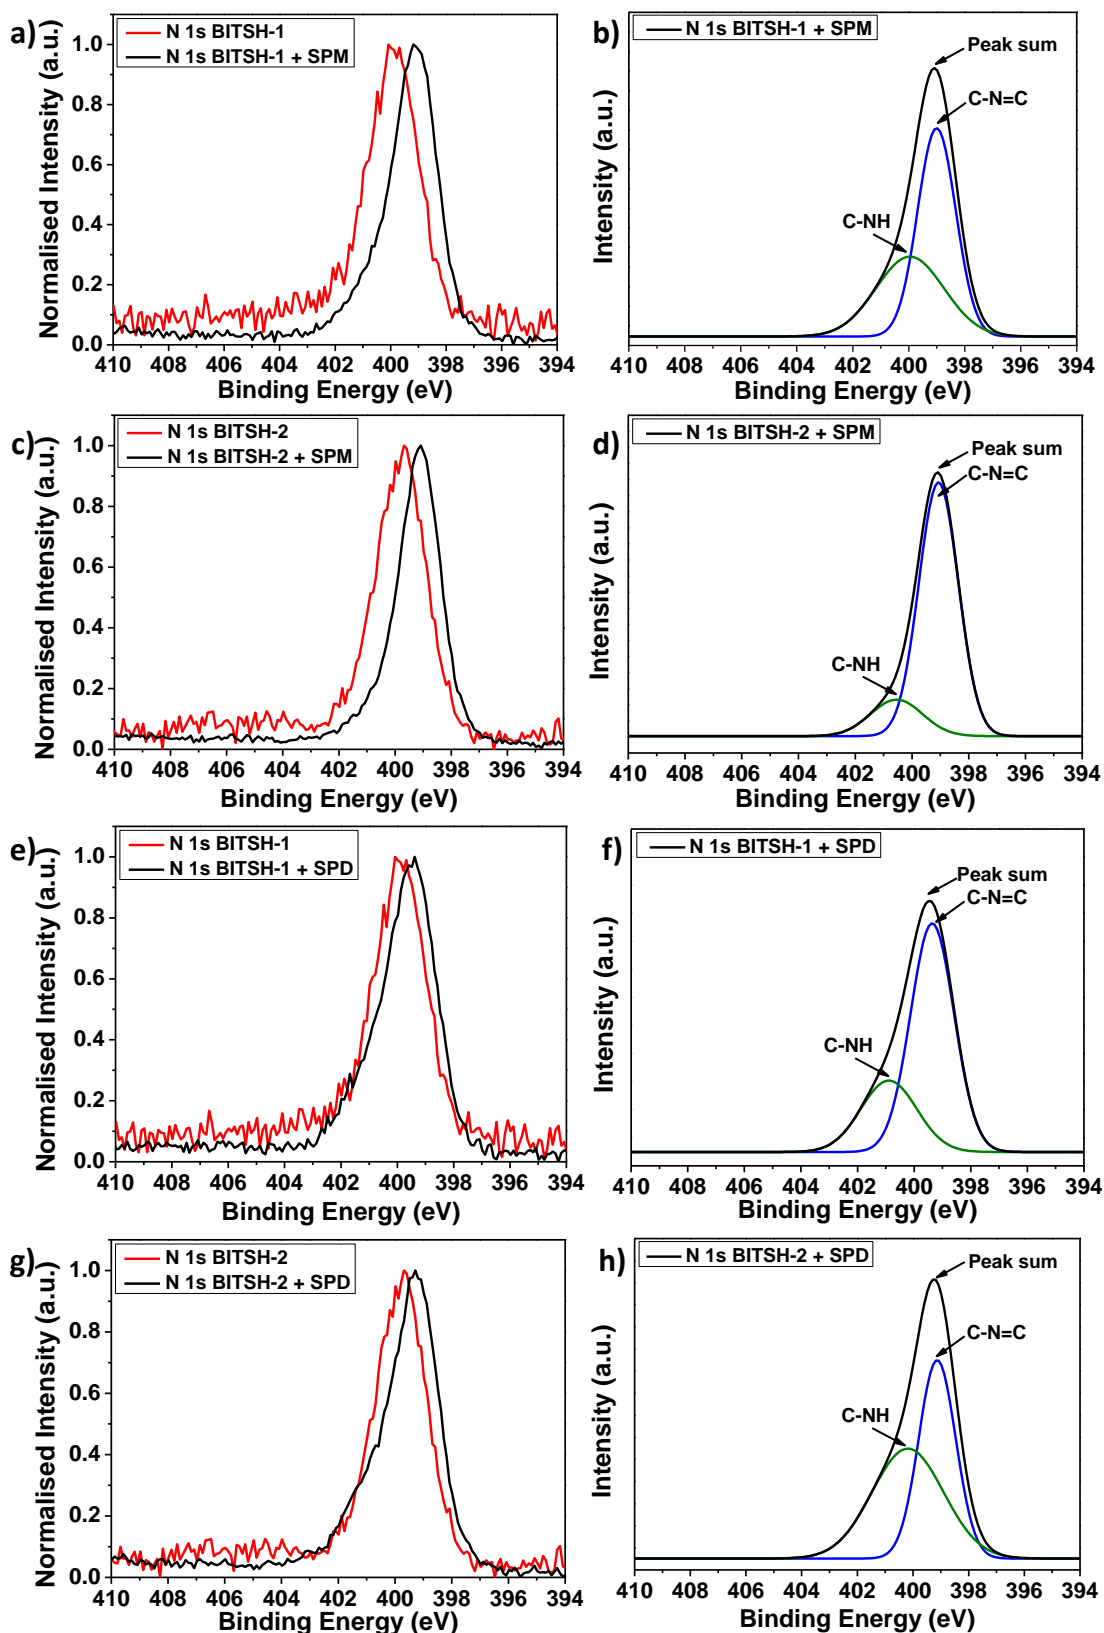 a)
N 1s BITSH-1
N 1s BITSH-1 + SPM
Normalised Intensity (a.u.)
1.0
0.8
0.6
0.4
0.2
0.0
410 408 406 404 402 400 398 396 394
Binding Energy (eV)
b)
N 1s BITSH-1 + SPM
Peak sum
C-N=C
C-NH
Intensity (a.u.)
410 408 406 404 402 400 398 396 394
Binding Energy (eV)
c)
N 1s BITSH-2
N 1s BITSH-2 + SPM
Normalised Intensity (a.u.)
1.0
0.8
0.6
0.4
0.2
0.0
410 408 406 404 402 400 398 396 394
Binding Energy (eV)
d)
N 1s BITSH-2 + SPM
Peak sum
C-N=C
C-NH
Intensity (a.u.)
410 408 406 404 402 400 398 396 394
Binding Energy (eV)
e)
N 1s BITSH-1
N 1s BITSH-1 + SPD
Normalised Intensity (a.u.)
1.0
0.8
0.6
0.4
0.2
0.0
410 408 406 404 402 400 398 396 394
Binding Energy (eV)
f)
N 1s BITSH-1 + SPD
Peak sum
C-N=C
C-NH
Intensity (a.u.)
410 408 406 404 402 400 398 396 394
Binding Energy (eV)
g)
N 1s BITSH-2
N 1s BITSH-2 + SPD
Normalised Intensity (a.u.)
1.0
0.8
0.6
0.4
0.2
0.0
410 408 406 404 402 400 398 396 394
Binding Energy (eV)
h)
N 1s BITSH-2 + SPD
Peak sum
C-N=C
C-NH
Intensity (a.u.)
410 408 406 404 402 400 398 396 394
Binding Energy (eV)